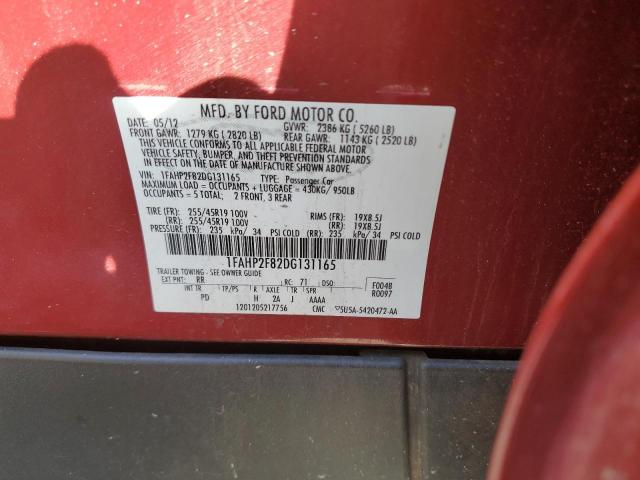 MFD. BY FORD MOTOR CO.
DATE: 05/12 GVWR: 2386 KG ( 5260 LB)
FRONT GAWR: 1279 KG ( 2820 LB) REAR GAWR: 1143 KG ( 2520 LB)
THIS VEHICLE CONFORMS TO ALL APPLICABLE FEDERAL MOTOR
VEHICLE SAFETY, BUMPER, AND THEFT PREVENTION STANDARDS
IN EFFECT ON THE DATE OF MANUFACTURE SHOWN ABOVE.
VIN: 1FAHP2F82DG131165 TYPE: Passenger Car
MAXIMUM LOAD = OCCUPANTS + LUGGAGE = 430KG/950LB
OCCUPANTS = 5 TOTAL; 2 FRONT, 3 REAR
TIRE (FR): 255/45R19 100V RIMS (FR): 19X8.5J
(RR): 255/45R19 100V (RR): 19X8.5J
PRESSURE (FR): 235 kPa/ 34 PSI COLD (RR): 235 kPa/ 34 PSI COLD
1FAHP2F82DG131165
TRAILER TOWING - SEE OWNER GUIDE
EXT PNT: RR RC: 71 DSO: F0048
R0097
INT TR TP/PS R AXLE TR SPR
PD H 2A J AAAA
1201205217756 CMC 5U5A-5420472-AA